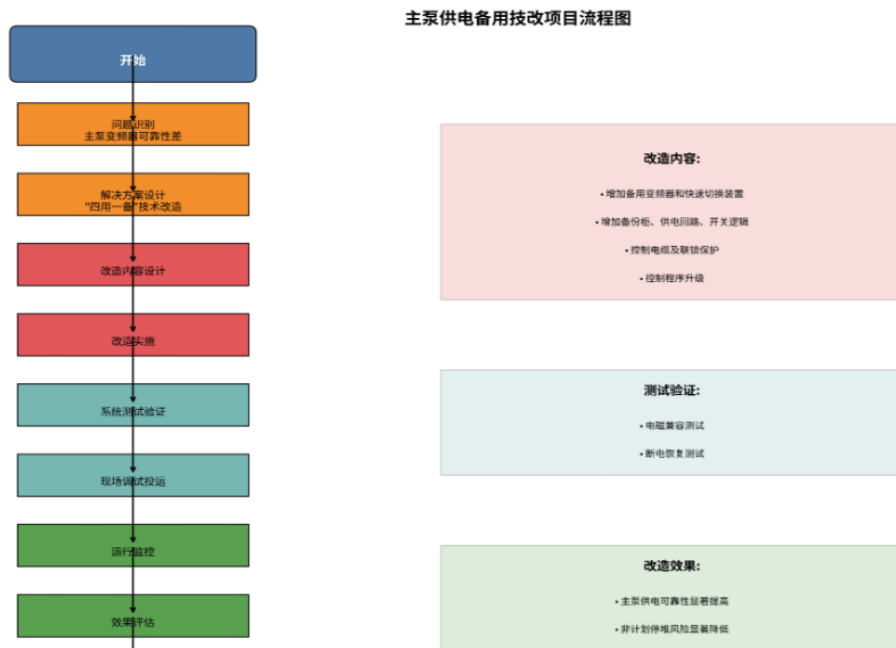 主泵供电备用技改项目流程图
开始
问题识别
主泵变频器可靠性差
解决方案设计
"四用一备"技术改造
改造内容设计
改造实施
系统测试验证
现场调试投运
运行监控
效果评估
改造内容:
• 增加备用变频器和快速切换装置
• 增加备份柜、供电回路、开关逻辑
• 控制电缆及联锁保护
• 控制程序升级
测试验证:
• 电磁兼容测试
• 断电恢复测试
改造效果:
• 主泵供电可靠性显著提高
• 非计划停堆风险显著降低